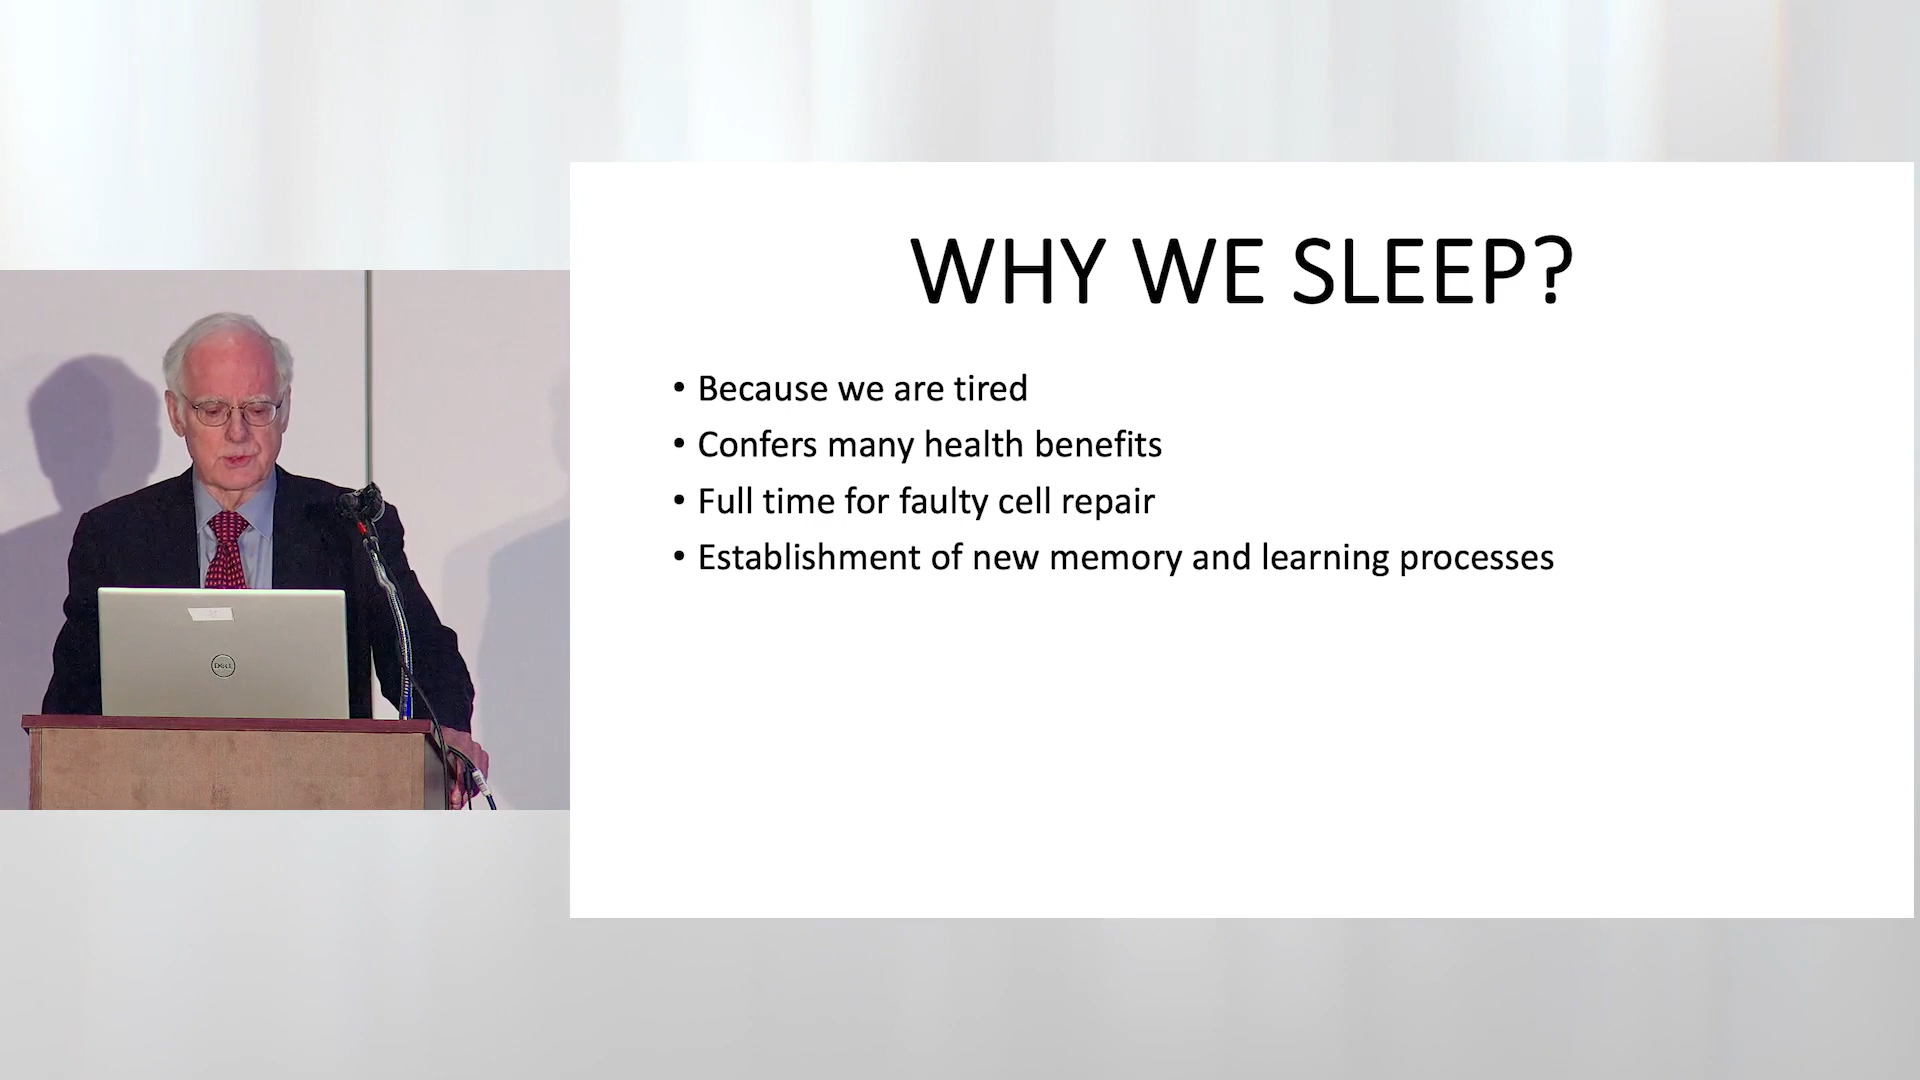 WHY WE SLEEP?
• Because we are tired
• Confers many health benefits
• Full time for faulty cell repair
• Establishment of new memory and learning processes
DELL